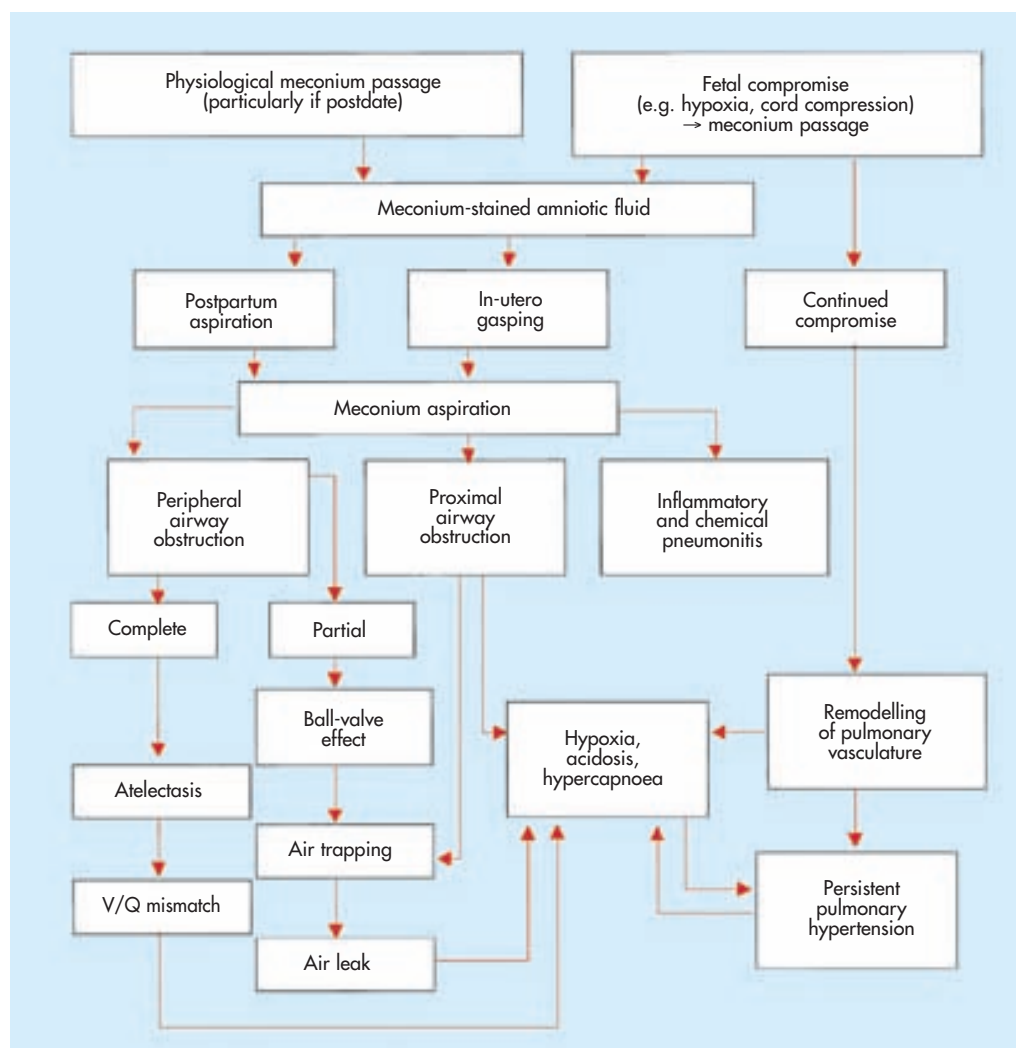 Physiological meconium passage
(particularly if postdate)
Fetal compromise
(e.g. hypoxia, cord compression)
→ meconium passage
Meconium-stained amniotic fluid
Postpartum
aspiration
In-utero
gasping
Continued
compromise
Meconium aspiration
Peripheral
airway
obstruction
Proximal
airway
obstruction
Inflammatory
and chemical
pneumonitis
Complete
Partial
Ball-valve
effect
Hypoxia,
acidosis,
hypercapnoea
Remodelling
of pulmonary
vasculature
Atelectasis
Air trapping
V/Q mismatch
Persistent
pulmonary
hypertension
Air leak